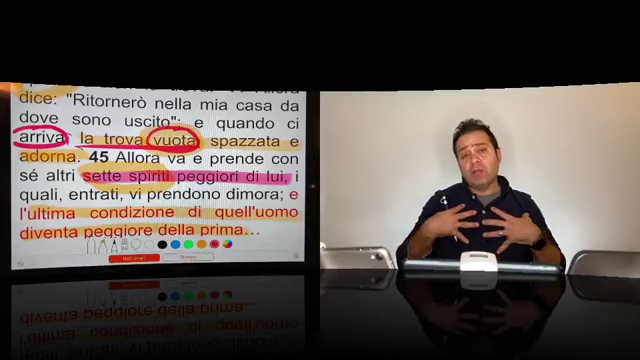 dice: "Ritornerò nella mia casa da
dove sono uscito"; e quando ci
arriva la trova vuota spazzata e
adorna. 45 Allora va e prende con
sé altri sette spiriti peggiori di lui, i
quali, entrati, vi prendono dimora; e
l'ultima condizione di quell'uomo
diventa peggiore della prima...